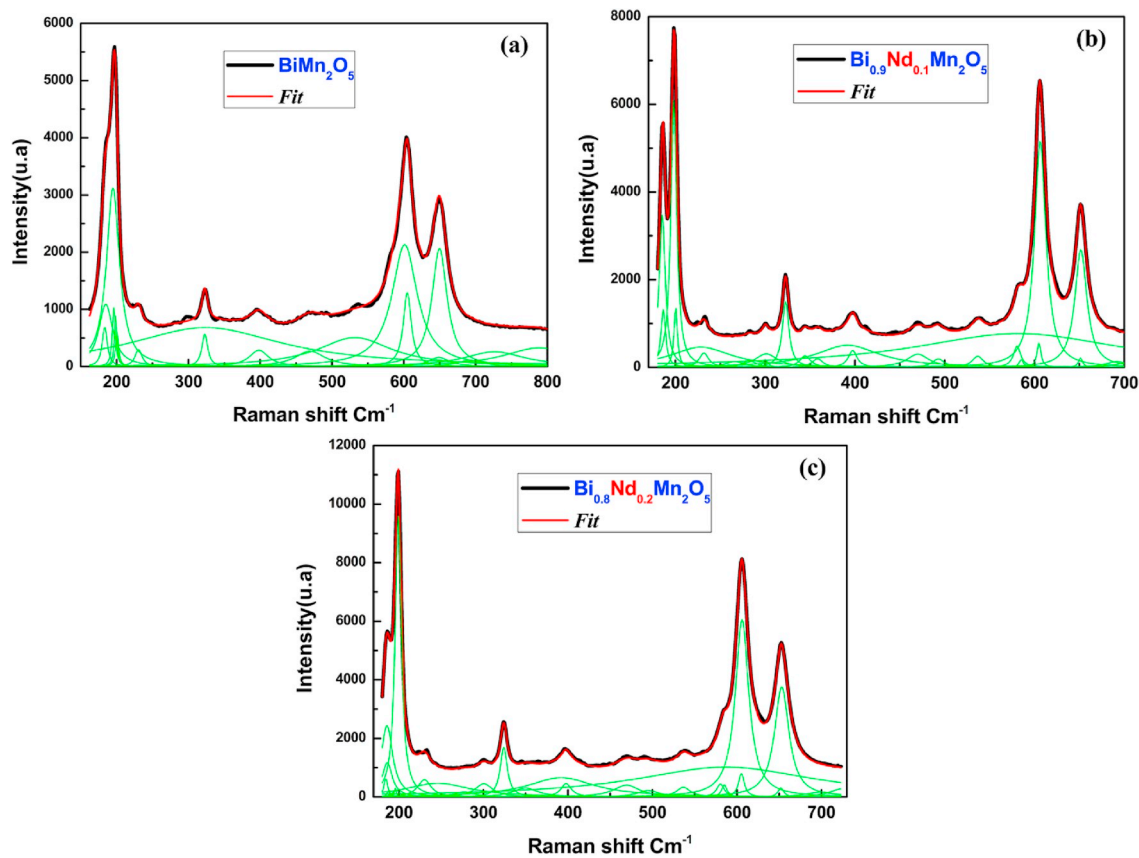 (a)
BiMn₂O₅
Fit
Intensity(u.a)
6000
5000
4000
3000
2000
1000
0
200 300 400 500 600 700 800
Raman shift Cm⁻¹
(b)
Bi₀.₉Nd₀.₁Mn₂O₅
Fit
Intensity(u.a)
8000
6000
4000
2000
0
200 300 400 500 600 700
Raman shift Cm⁻¹
(c)
Bi₀.₈Nd₀.₂Mn₂O₅
Fit
Intensity(u.a)
12000
10000
8000
6000
4000
2000
0
200 300 400 500 600 700
Raman shift Cm⁻¹